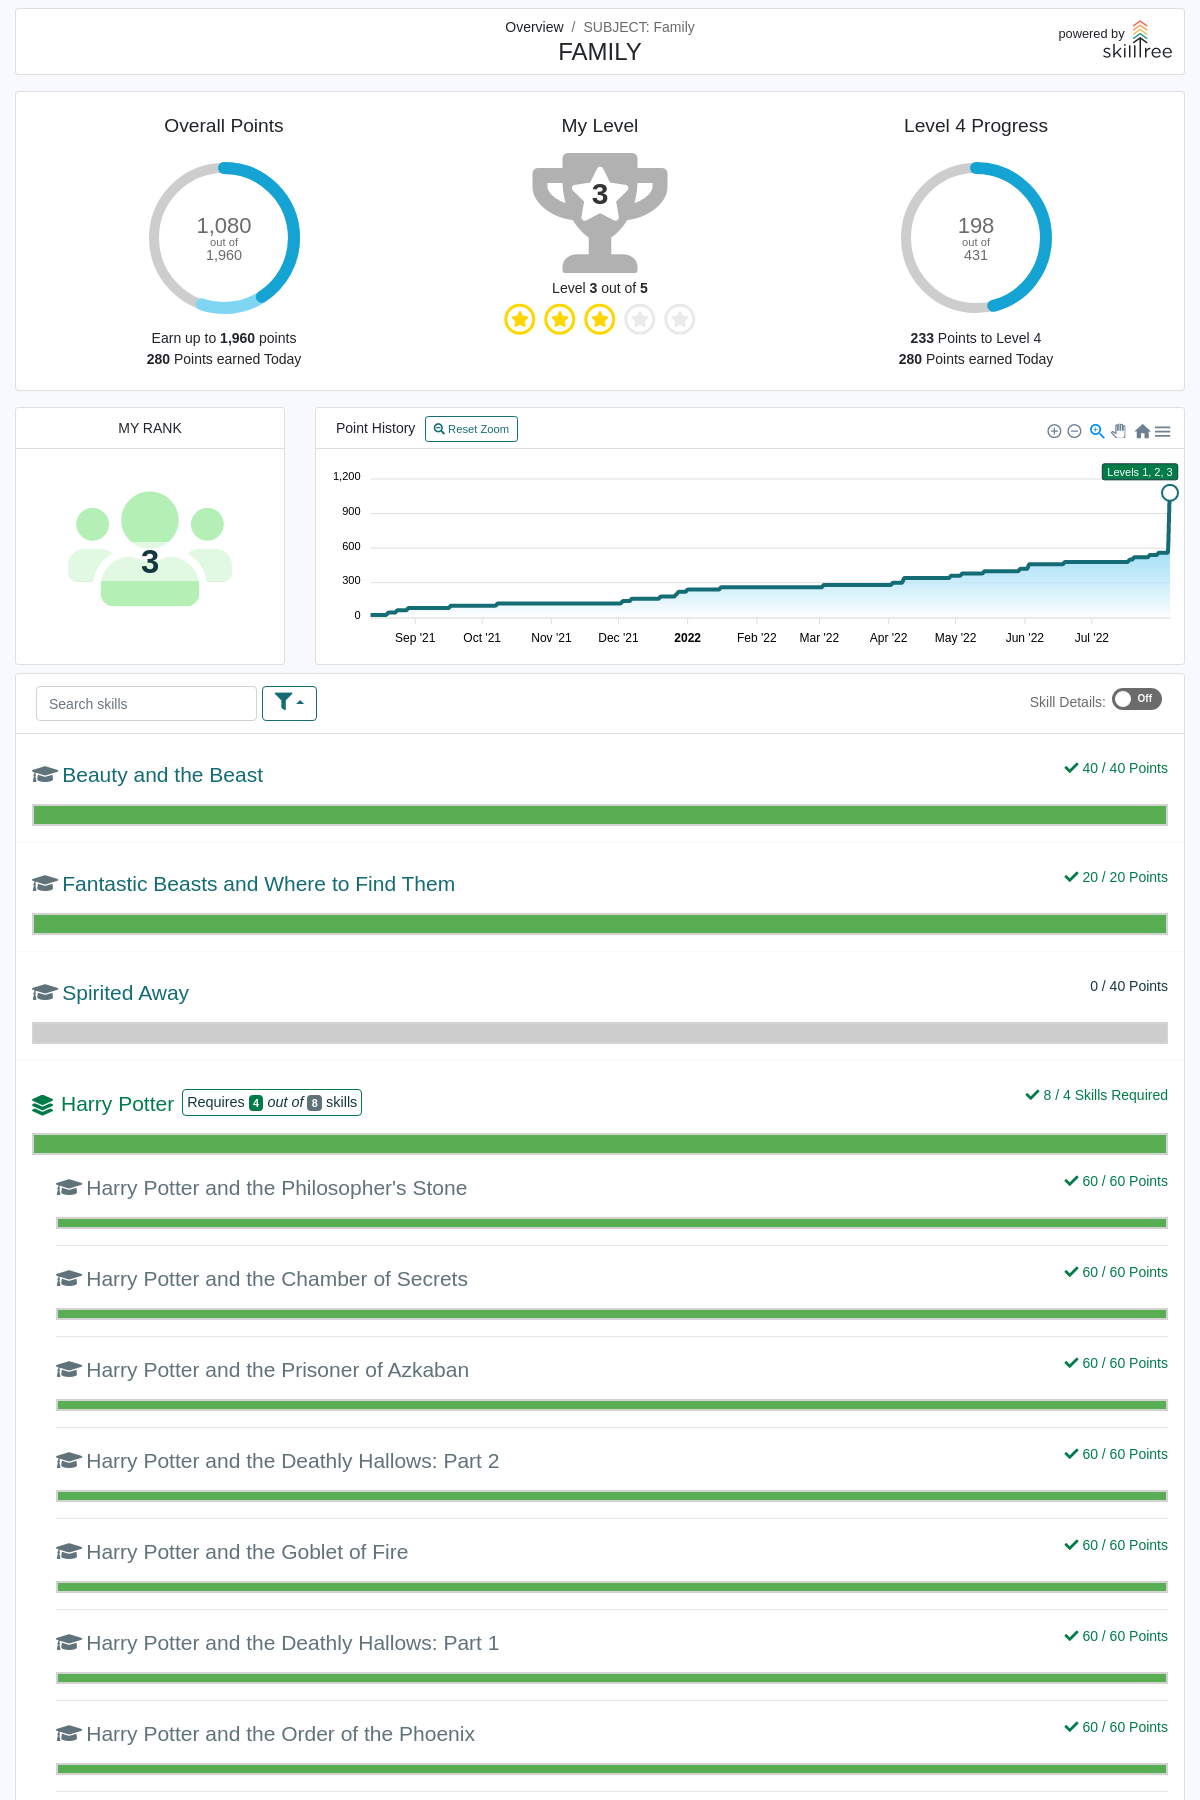 Overview / SUBJECT: Family
FAMILY
powered by
skilltree
Overall Points
1,080
out of
1,960
Earn up to 1,960 points
280 Points earned Today
My Level
3
Level 3 out of 5
Level 4 Progress
198
out of
431
233 Points to Level 4
280 Points earned Today
MY RANK
3
Point History
Reset Zoom
Levels 1, 2, 3
1,200
900
600
300
0
Sep '21 Oct '21 Nov '21 Dec '21 2022 Feb '22 Mar '22 Apr '22 May '22 Jun '22 Jul '22
Search skills
Skill Details: Off
Beauty and the Beast
40 / 40 Points
Fantastic Beasts and Where to Find Them
20 / 20 Points
Spirited Away
0 / 40 Points
Harry Potter Requires 4 out of 8 skills
8 / 4 Skills Required
Harry Potter and the Philosopher's Stone
60 / 60 Points
Harry Potter and the Chamber of Secrets
60 / 60 Points
Harry Potter and the Prisoner of Azkaban
60 / 60 Points
Harry Potter and the Deathly Hallows: Part 2
60 / 60 Points
Harry Potter and the Goblet of Fire
60 / 60 Points
Harry Potter and the Deathly Hallows: Part 1
60 / 60 Points
Harry Potter and the Order of the Phoenix
60 / 60 Points